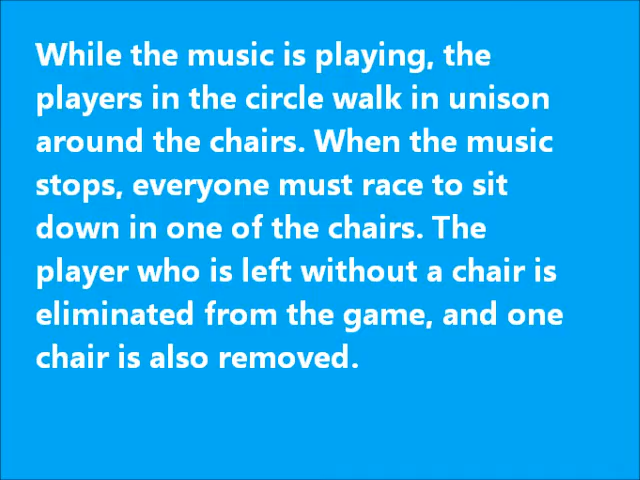 While the music is playing, the
players in the circle walk in unison
around the chairs. When the music
stops, everyone must race to sit
down in one of the chairs. The
player who is left without a chair is
eliminated from the game, and one
chair is also removed.